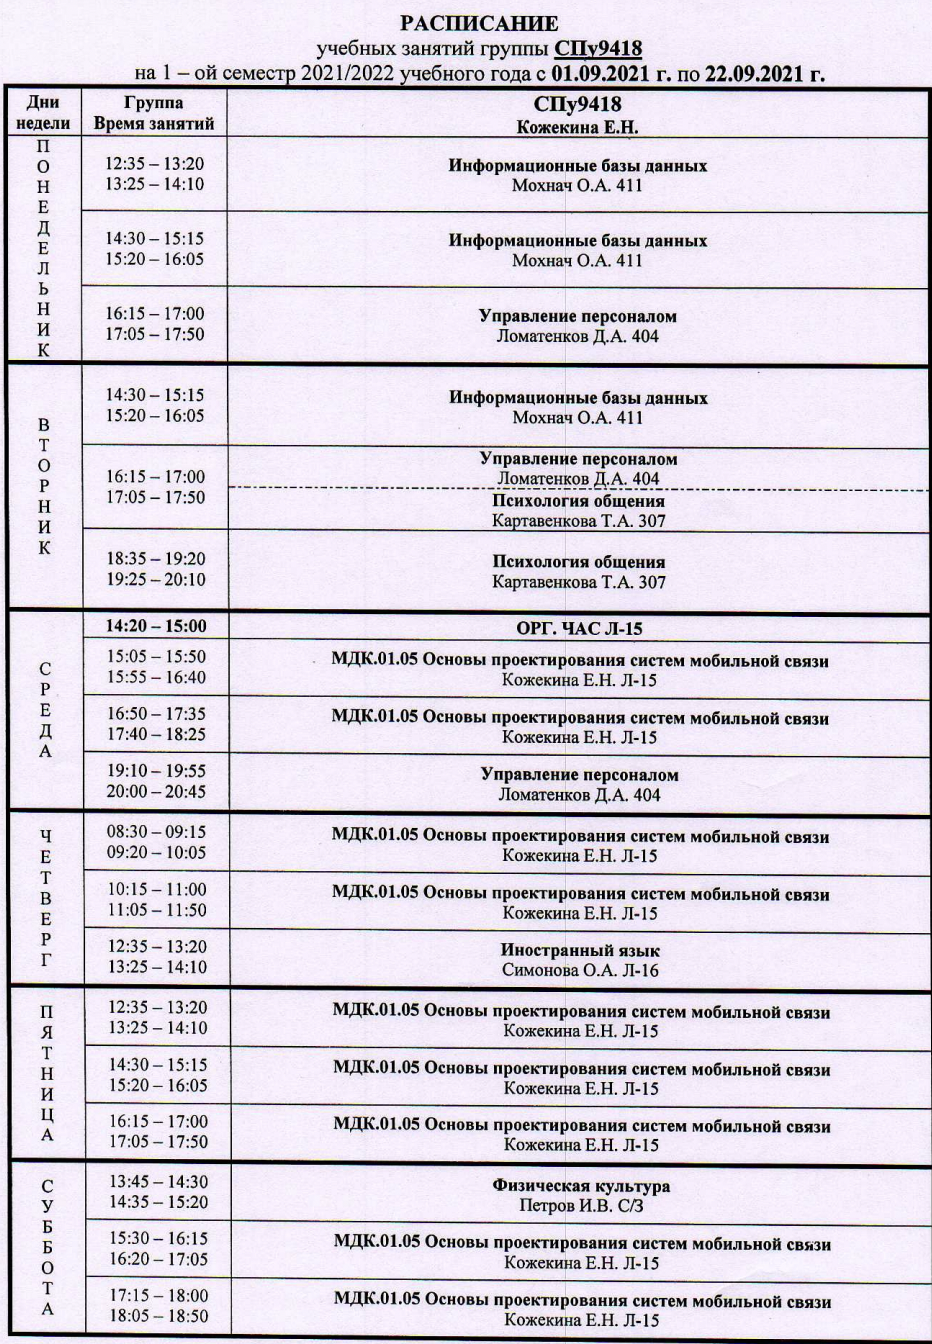 РАСПИСАНИЕ
учебных занятий группы СПу9418
на 1 – ой семестр 2021/2022 учебного года с 01.09.2021 г. по 22.09.2021 г.
Дни недели
Группа
Время занятий
СПу9418
Кожекина Е.Н.
ПОНЕДЕЛЬНИК
12:35 – 13:20
13:25 – 14:10
Информационные базы данных
Мохнач О.А. 411
14:30 – 15:15
15:20 – 16:05
Информационные базы данных
Мохнач О.А. 411
16:15 – 17:00
17:05 – 17:50
Управление персоналом
Ломатенков Д.А. 404
ВТОРНИК
14:30 – 15:15
15:20 – 16:05
Информационные базы данных
Мохнач О.А. 411
16:15 – 17:00
17:05 – 17:50
Управление персоналом
Ломатенков Д.А. 404
Психология общения
Картавенкова Т.А. 307
18:35 – 19:20
19:25 – 20:10
Психология общения
Картавенкова Т.А. 307
СРЕДА
14:20 – 15:00
ОРГ. ЧАС Л-15
15:05 – 15:50
15:55 – 16:40
МДК.01.05 Основы проектирования систем мобильной связи
Кожекина Е.Н. Л-15
16:50 – 17:35
17:40 – 18:25
МДК.01.05 Основы проектирования систем мобильной связи
Кожекина Е.Н. Л-15
19:10 – 19:55
20:00 – 20:45
Управление персоналом
Ломатенков Д.А. 404
ЧЕТВЕРГ
08:30 – 09:15
09:20 – 10:05
МДК.01.05 Основы проектирования систем мобильной связи
Кожекина Е.Н. Л-15
10:15 – 11:00
11:05 – 11:50
МДК.01.05 Основы проектирования систем мобильной связи
Кожекина Е.Н. Л-15
12:35 – 13:20
13:25 – 14:10
Иностранный язык
Симонова О.А. Л-16
ПЯТНИЦА
12:35 – 13:20
13:25 – 14:10
МДК.01.05 Основы проектирования систем мобильной связи
Кожекина Е.Н. Л-15
14:30 – 15:15
15:20 – 16:05
МДК.01.05 Основы проектирования систем мобильной связи
Кожекина Е.Н. Л-15
16:15 – 17:00
17:05 – 17:50
МДК.01.05 Основы проектирования систем мобильной связи
Кожекина Е.Н. Л-15
СУББОТА
13:45 – 14:30
14:35 – 15:20
Физическая культура
Петров И.В. С/З
15:30 – 16:15
16:20 – 17:05
МДК.01.05 Основы проектирования систем мобильной связи
Кожекина Е.Н. Л-15
17:15 – 18:00
18:05 – 18:50
МДК.01.05 Основы проектирования систем мобильной связи
Кожекина Е.Н. Л-15